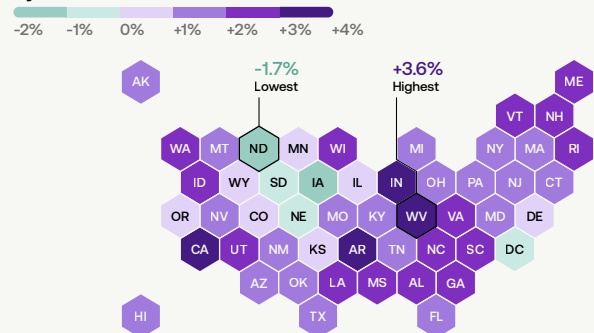 -2% -1% 0% +1% +2% +3% +4%
-1.7% +3.6%
Lowest Highest
AK ME
VT NH
WA MT ND MN WI MI NY MA RI
ID WY SD IA IL IN OH PA NJ CT
OR NV CO NE MO KY WV VA MD DE
CA UT NM KS AR TN NC SC DC
AZ OK LA MS AL GA
HI TX FL